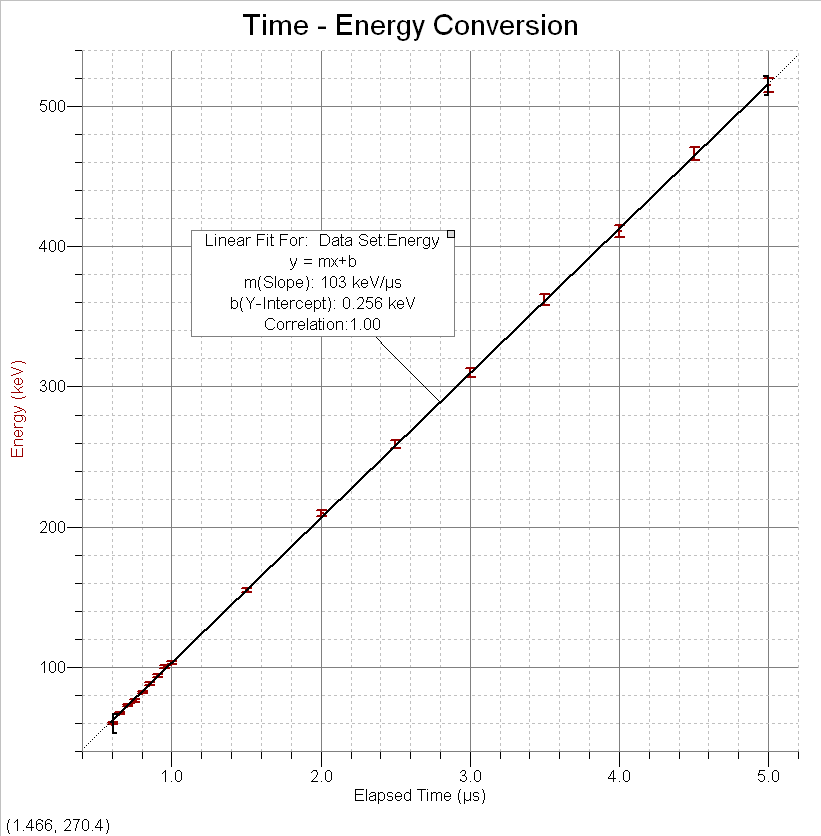 Time - Energy Conversion
500
400
300
200
100
Energy (keV)
Linear Fit For:  Data Set:Energy
y = mx+b
m(Slope): 103 keV/µs
b(Y-Intercept): 0.256 keV
Correlation:1.00
1.0 2.0 3.0 4.0 5.0
Elapsed Time (µs)
(1.466, 270.4)